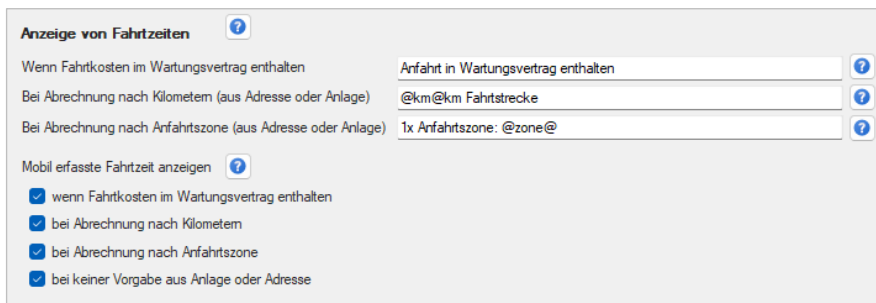 Anzeige von Fahrtzeiten ?
Wenn Fahrtkosten im Wartungsvertrag enthalten Anfahrt in Wartungsvertrag enthalten ?
Bei Abrechnung nach Kilometern (aus Adresse oder Anlage) @km@km Fahrtstrecke ?
Bei Abrechnung nach Anfahrtszone (aus Adresse oder Anlage) 1x Anfahrtszone: @zone@ ?
Mobil erfasste Fahrtzeit anzeigen ?
wenn Fahrtkosten im Wartungsvertrag enthalten
bei Abrechnung nach Kilometern
bei Abrechnung nach Anfahrtszone
bei keiner Vorgabe aus Anlage oder Adresse